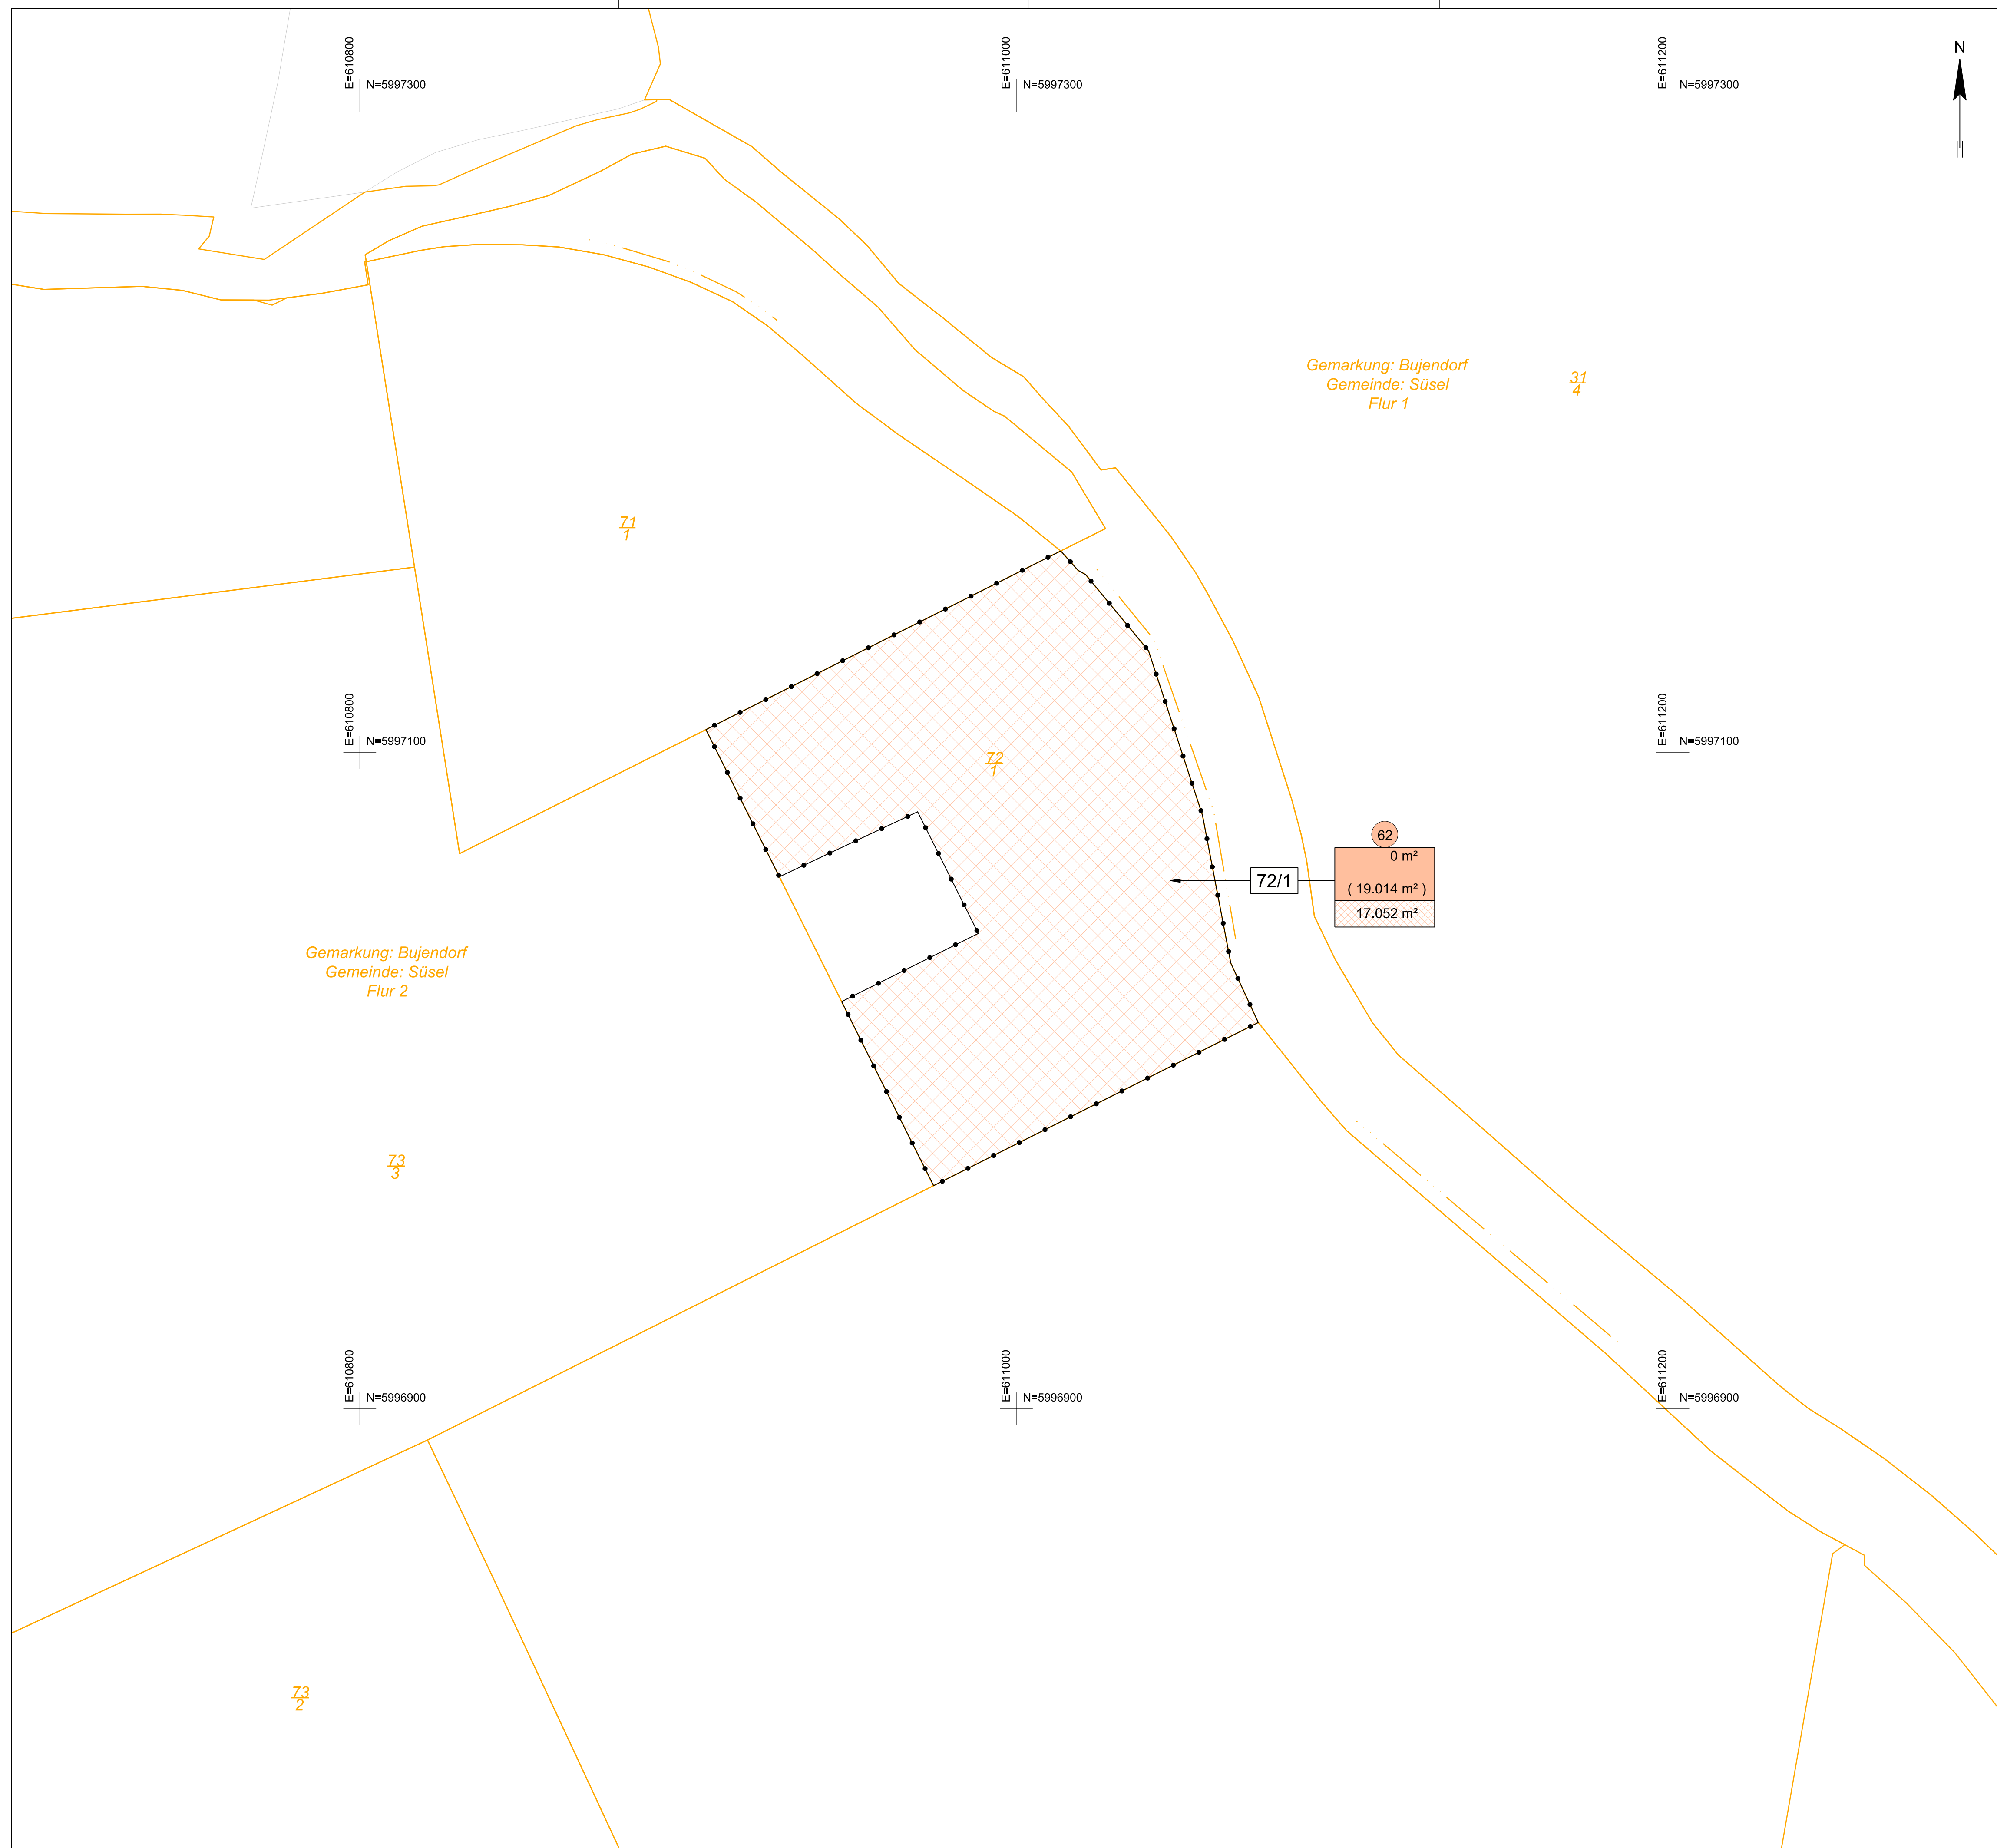 E=610800
N=5997300
E=611000
N=5997300
E=611200
N=5997300
N
Gemarkung: Bujendorf
Gemeinde: Süsel
Flur 1
31
4
71
1
E=610800
N=5997100
72
1
E=611200
N=5997100
62
0 m²
( 19.014 m² )
17.052 m²
72/1
Gemarkung: Bujendorf
Gemeinde: Süsel
Flur 2
73
3
E=610800
N=5996900
E=611000
N=5996900
E=611200
N=5996900
73
2